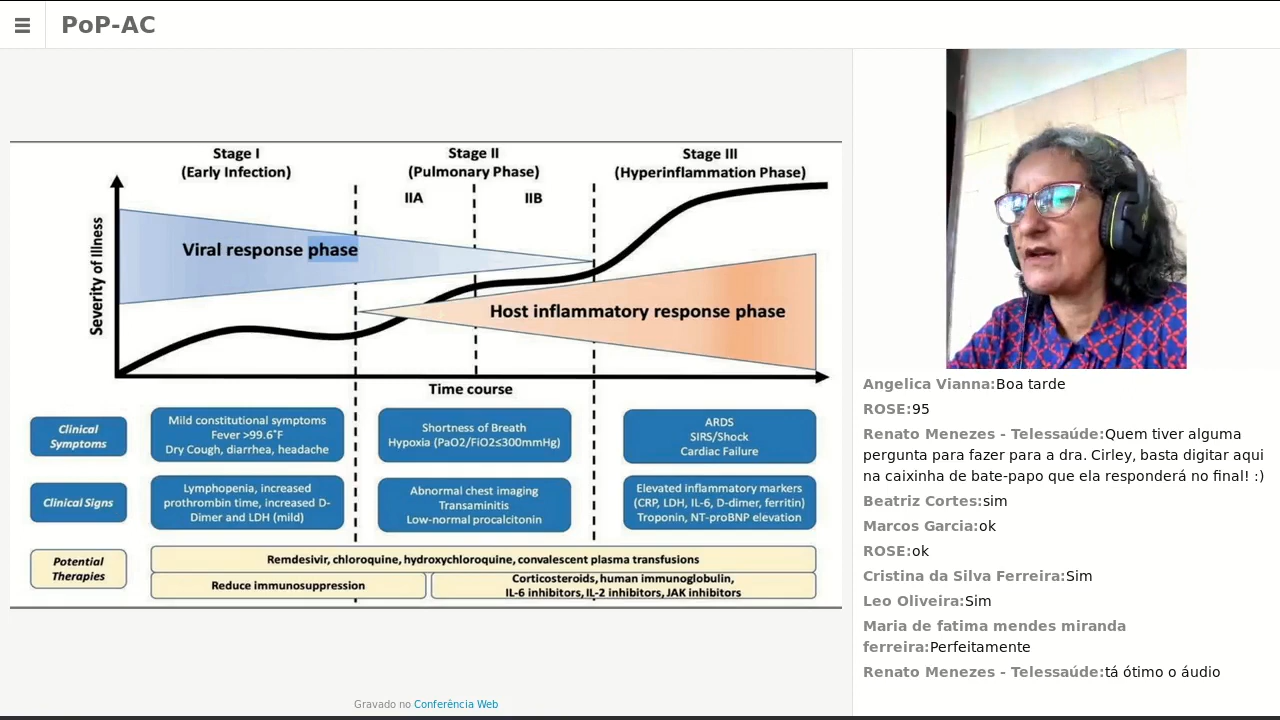 PoP-AC
Stage I
(Early Infection)
Stage II
(Pulmonary Phase)
Stage III
(Hyperinflammation Phase)
IIA
IIB
Severity of Illness
Viral response phase
Host inflammatory response phase
Time course
Clinical
Symptoms
Mild constitutional symptoms
Fever >99.6°F
Dry Cough, diarrhea, headache
Shortness of Breath
Hypoxia (PaO2/FiO2≤300mmHg)
ARDS
SIRS/Shock
Cardiac Failure
Clinical Signs
Lymphopenia, increased
prothrombin time, increased D-
Dimer and LDH (mild)
Abnormal chest imaging
Transaminitis
Low-normal procalcitonin
Elevated inflammatory markers
(CRP, LDH, IL-6, D-dimer, ferritin)
Troponin, NT-proBNP elevation
Potential
Therapies
Remdesivir, chloroquine, hydroxychloroquine, convalescent plasma transfusions
Reduce immunosuppression
Corticosteroids, human immunoglobulin,
IL-6 inhibitors, IL-2 inhibitors, JAK inhibitors
Gravado no Conferência Web
Angelica Vianna:Boa tarde
ROSE:95
Renato Menezes - Telessaúde:Quem tiver alguma
pergunta para fazer para a dra. Cirley, basta digitar aqui
na caixinha de bate-papo que ela responderá no final! :)
Beatriz Cortes:sim
Marcos Garcia:ok
ROSE:ok
Cristina da Silva Ferreira:Sim
Leo Oliveira:Sim
Maria de fatima mendes miranda
ferreira:Perfeitamente
Renato Menezes - Telessaúde:tá ótimo o áudio